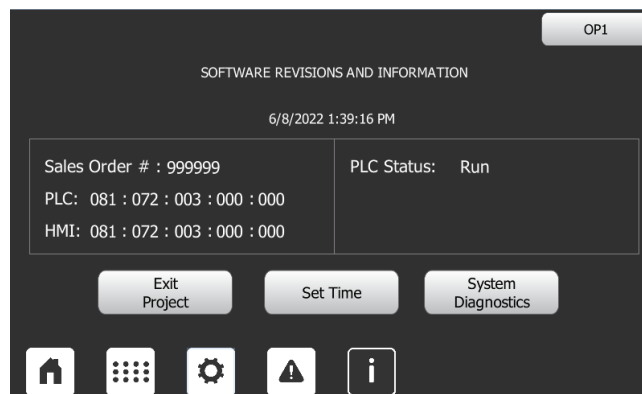 OP1
SOFTWARE REVISIONS AND INFORMATION
6/8/2022 1:39:16 PM
Sales Order # : 999999
PLC: 081 : 072 : 003 : 000 : 000
HMI: 081 : 072 : 003 : 000 : 000
PLC Status: Run
Exit
Project
Set Time
System
Diagnostics
i